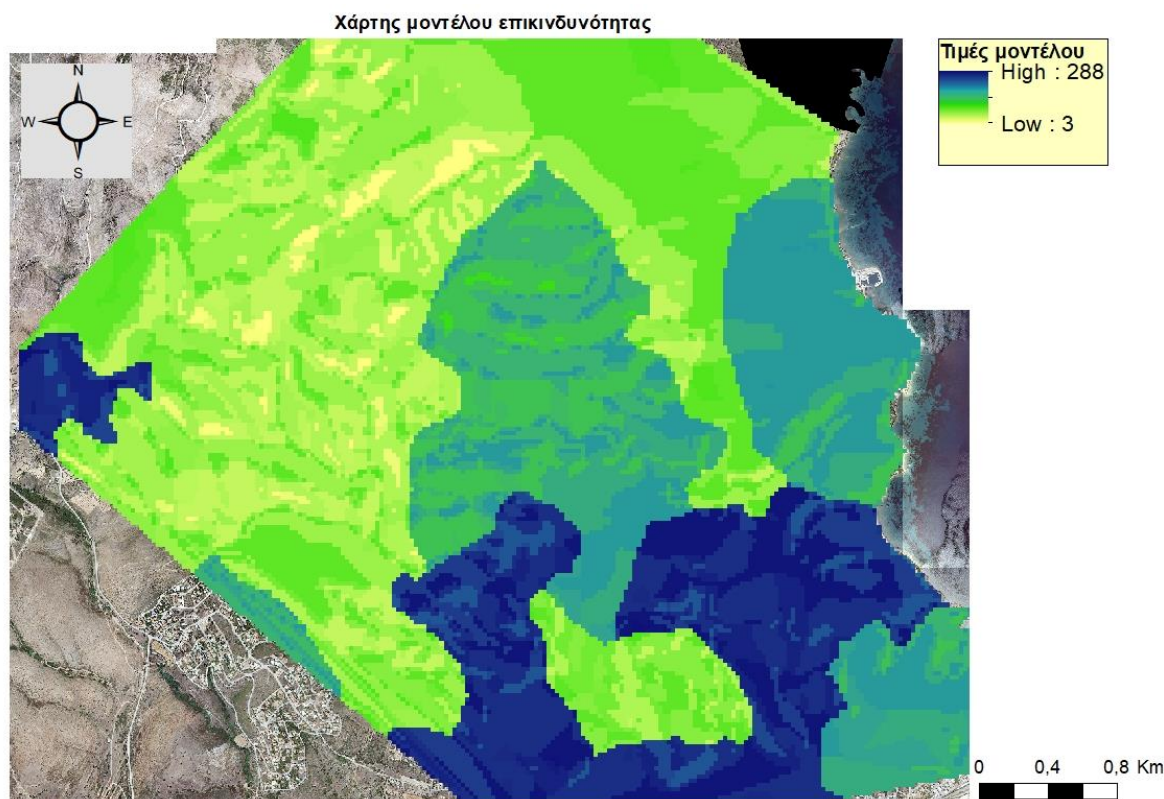 Χάρτης μοντέλου επικινδυνότητας
N
W E
S
Τιμές μοντέλου
High : 288
Low : 3
0 0,4 0,8 Km